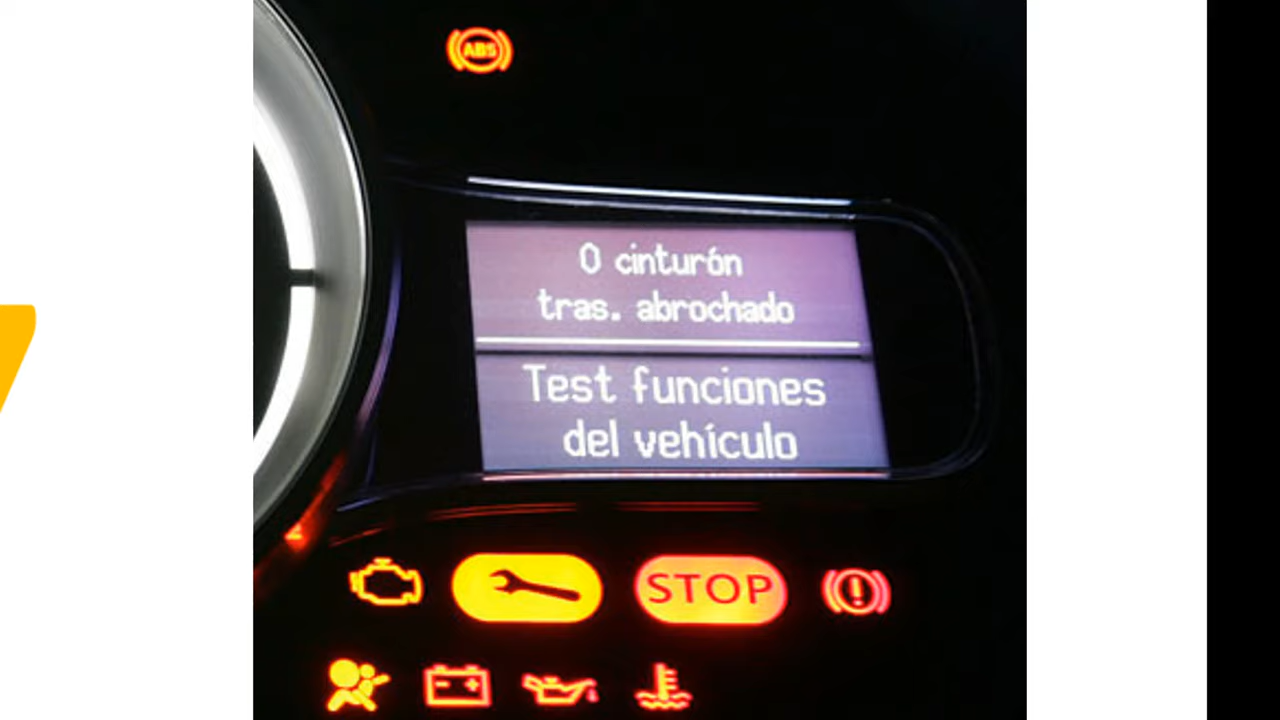 ABS
0 cinturón
tras. abrochado
Test funciones
del vehículo
STOP